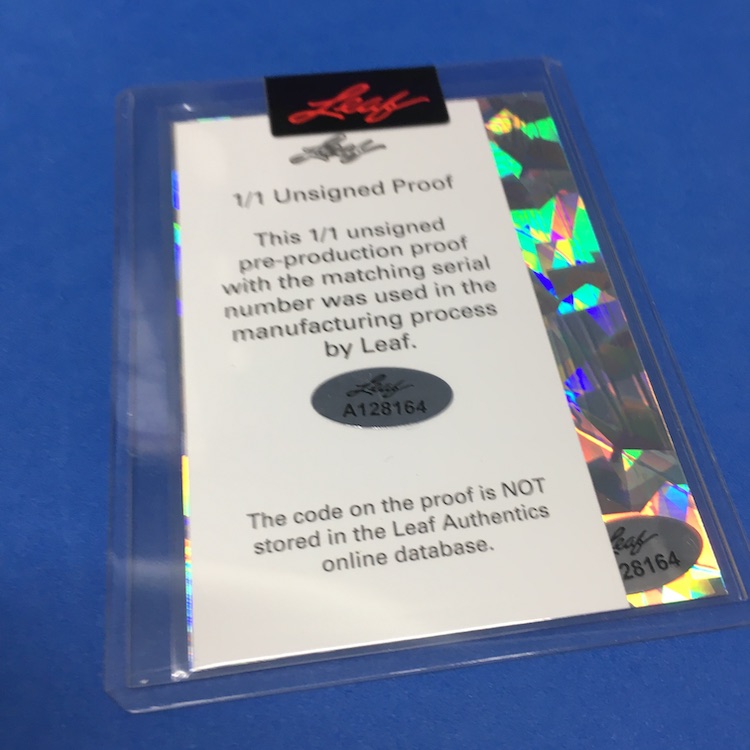 Leaf
Leaf
1/1 Unsigned Proof
This 1/1 unsigned
pre-production proof
with the matching serial
number was used in the
manufacturing process
by Leaf.
Leaf
A128164
The code on the proof is NOT
stored in the Leaf Authentics
online database.
Leaf
28164